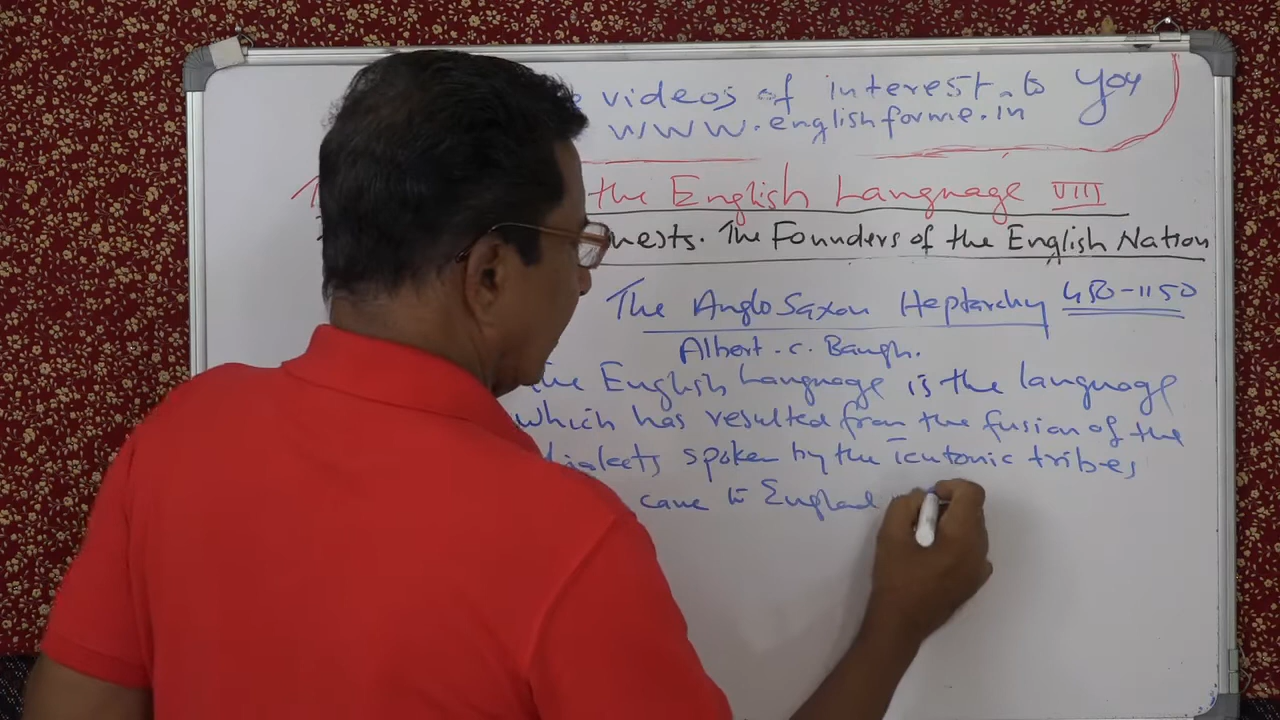 videos of interest to you
www.englishforme.in
the English Language VIII
The Founders of the English Nation
The Anglo Saxon Heptarchy 450-1150
Albert.C.Baugh.
The English Language is the language
which has resulted from the fusion of the
dialects spoken by the Teutonic tribes
came to England